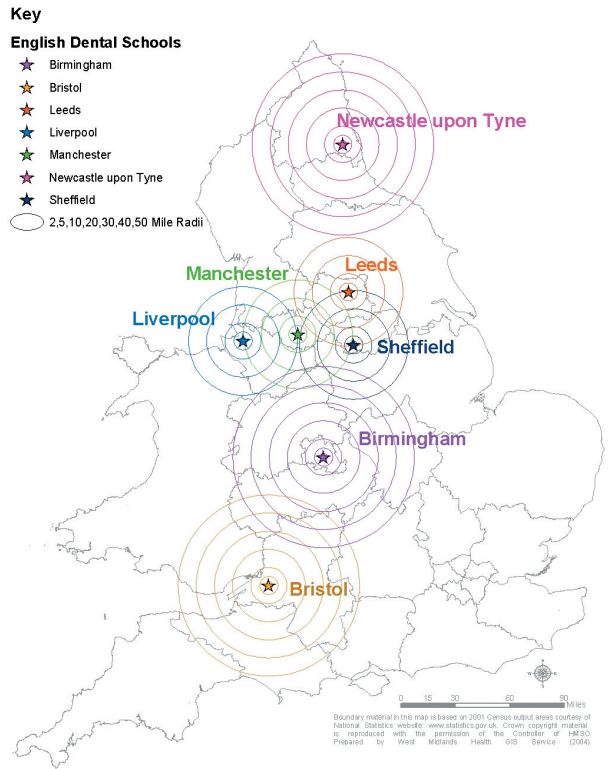 Key
English Dental Schools
Birmingham
Bristol
Leeds
Liverpool
Manchester
Newcastle upon Tyne
Sheffield
2,5,10,20,30,40,50 Mile Radii
Newcastle upon Tyne
Leeds
Manchester
Liverpool
Sheffield
Birmingham
Bristol
N
W E
S
0 15 30 60 90
Miles
Boundary material in this map is based on 2001 Census output areas courtesy of
National Statistics website: www.statistics.gov.uk. Crown copyright material
is reproduced with the permission of the Controller of HMSO.
Prepared by West Midlands Health GIS Service (2004).